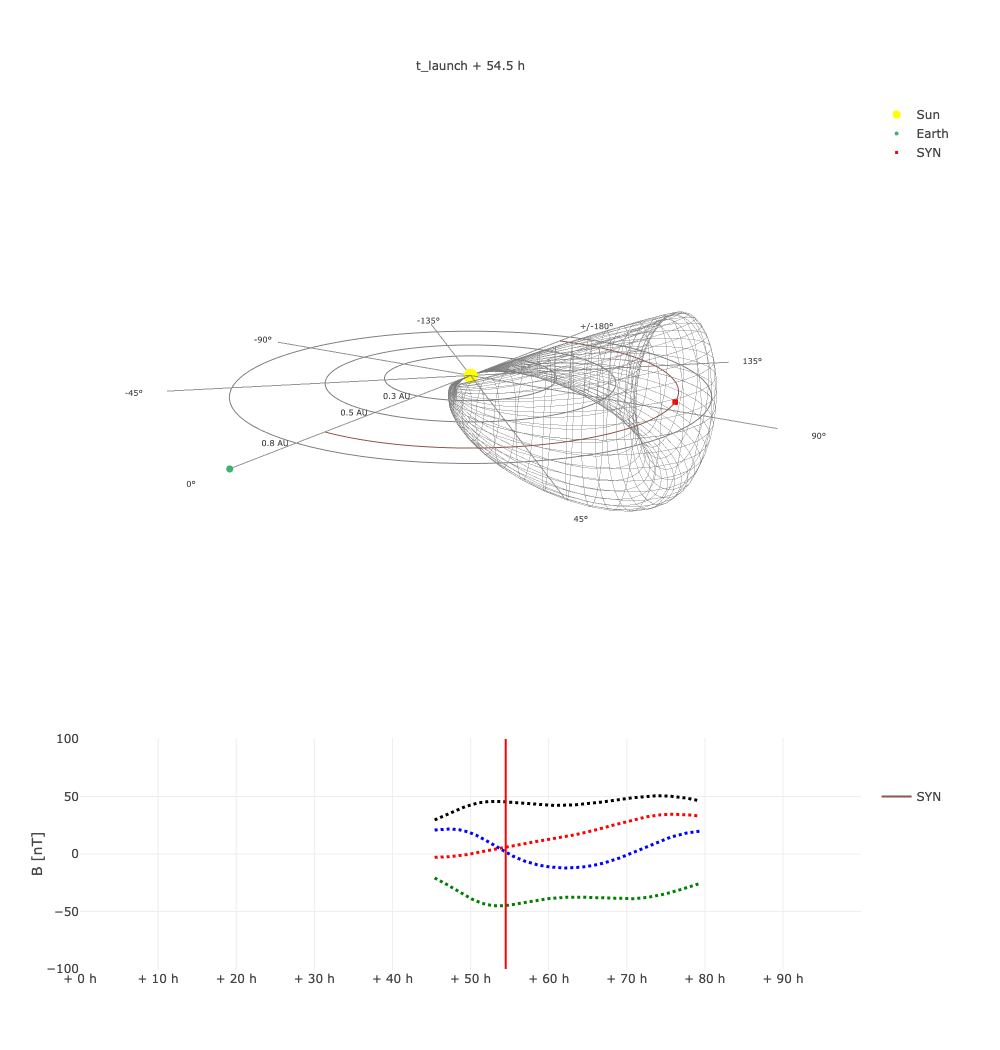 t_launch + 54.5 h
Sun
Earth
SYN
-135°
+/-180°
-90°
135°
-45°
0.3 AU
0.5 AU
90°
0.8 AU
0°
45°
100
50
0
−50
−100
B [nT]
SYN
+ 0 h
+ 10 h
+ 20 h
+ 30 h
+ 40 h
+ 50 h
+ 60 h
+ 70 h
+ 80 h
+ 90 h